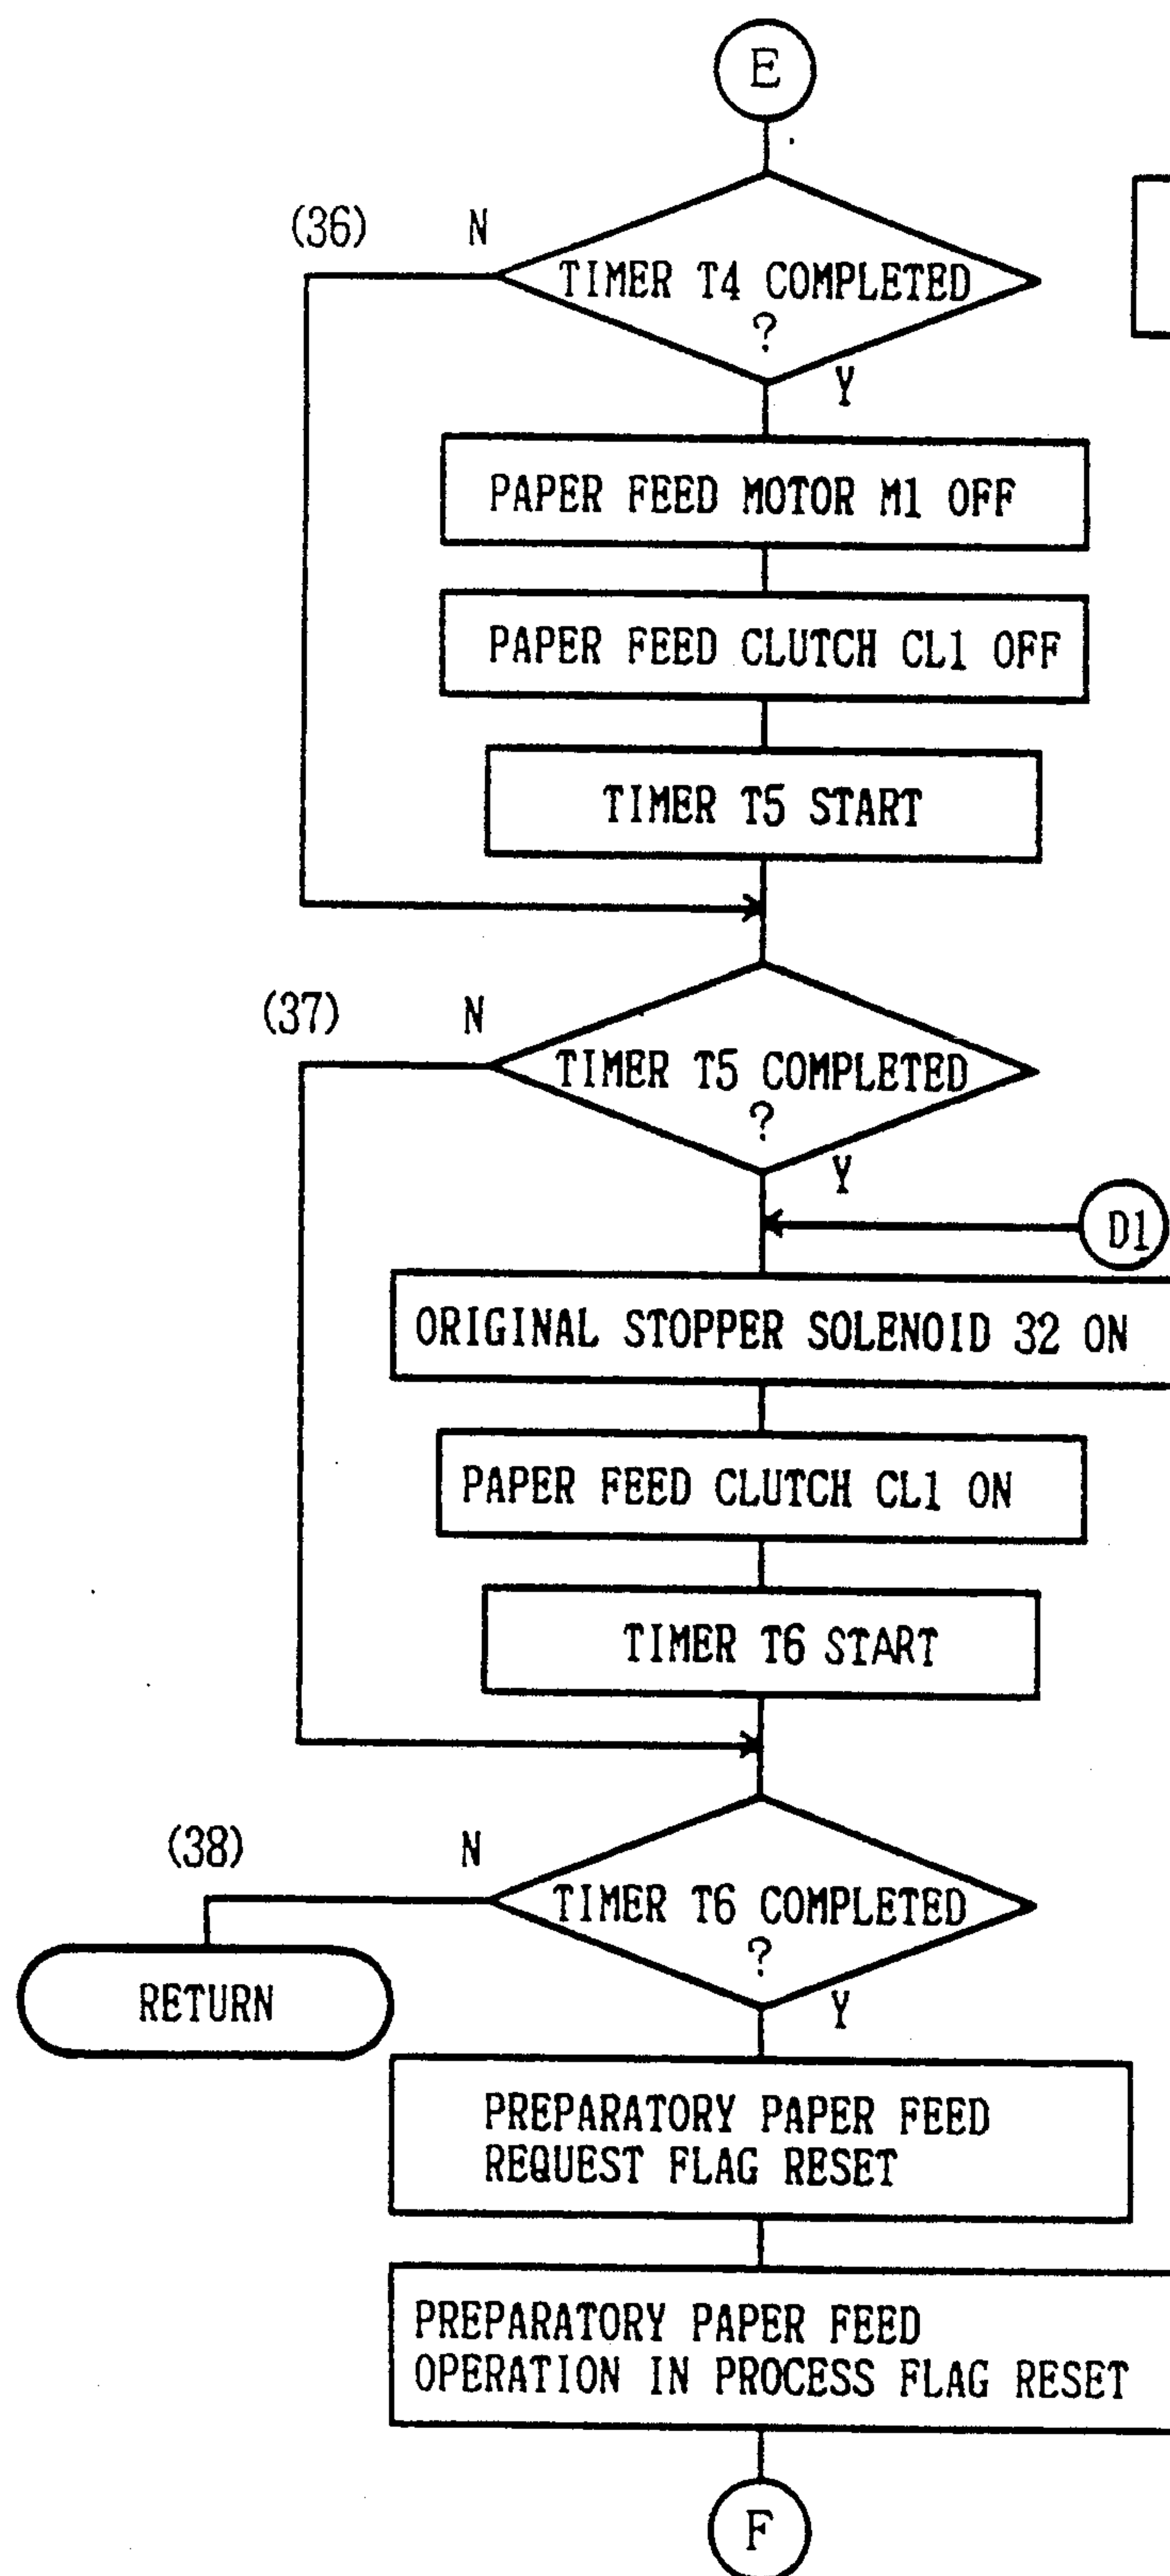 E
(36) N
TIMER T4 COMPLETED
?
Y
PAPER FEED MOTOR M1 OFF
PAPER FEED CLUTCH CL1 OFF
TIMER T5 START
(37) N
TIMER T5 COMPLETED
?
Y
D1
ORIGINAL STOPPER SOLENOID 32 ON
PAPER FEED CLUTCH CL1 ON
TIMER T6 START
(38) N
TIMER T6 COMPLETED
?
Y
RETURN
PREPARATORY PAPER FEED
REQUEST FLAG RESET
PREPARATORY PAPER FEED
OPERATION IN PROCESS FLAG RESET
F